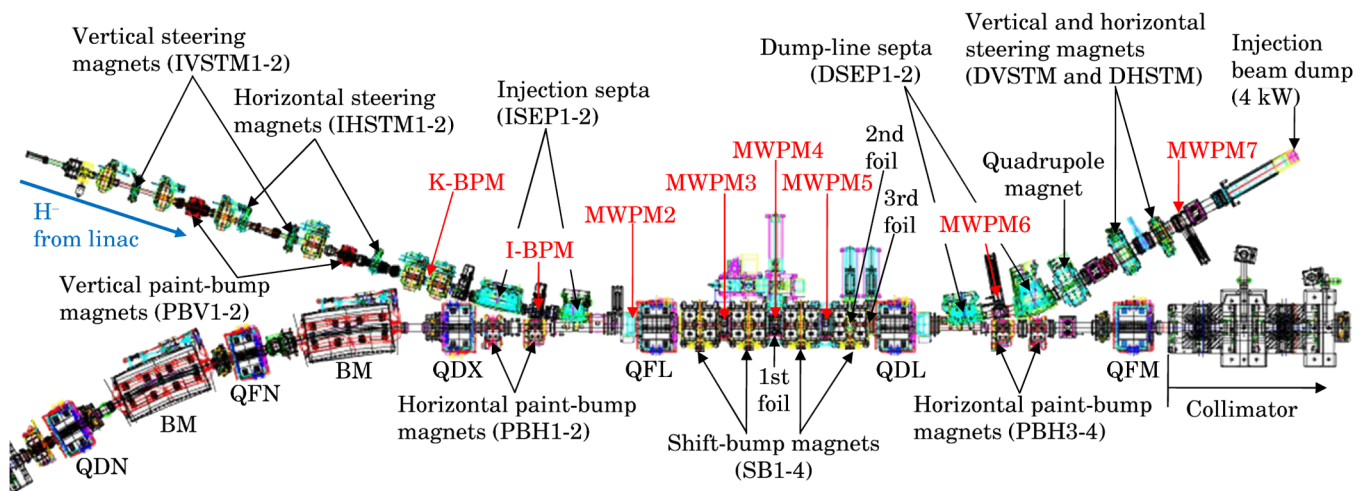 Vertical steering
magnets (IVSTM1-2)
Horizontal steering
magnets (IHSTM1-2)
Injection septa
(ISEP1-2)
Dump-line septa
(DSEP1-2)
Vertical and horizontal
steering magnets
(DVSTM and DHSTM)
Injection
beam dump
(4 kW)
H⁻
from linac
Vertical paint-bump
magnets (PBV1-2)
K-BPM
I-BPM
MWPM2
MWPM3
MWPM4
MWPM5
2nd
foil
3rd
foil
MWPM6
Quadrupole
magnet
MWPM7
QDN
BM
QFN
BM
QDX
Horizontal paint-bump
magnets (PBH1-2)
QFL
1st
foil
Shift-bump magnets
(SB1-4)
QDL
Horizontal paint-bump
magnets (PBH3-4)
QFM
Collimator